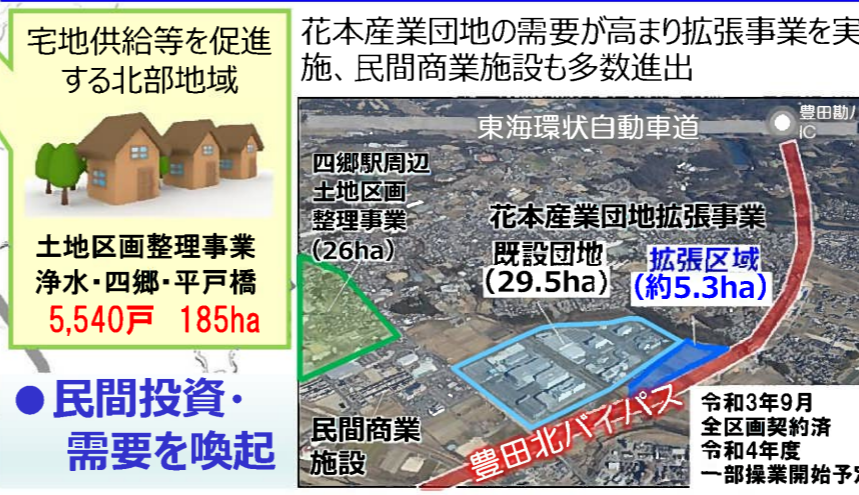 宅地供給等を促進
する北部地域
土地区画整理事業
浄水・四郷・平戸橋
5,540戸 185ha
●民間投資・
需要を喚起
花本産業団地の需要が高まり拡張事業を実
施、民間商業施設も多数進出
東海環状自動車道
豊田勘八
IC
四郷駅周辺
土地区画
整理事業
(26ha)
花本産業団地拡張事業
既設団地
(29.5ha)
拡張区域
(約5.3ha)
民間商業
施設
豊田北バイパス
令和3年9月
全区画契約済
令和4年度
一部操業開始予定